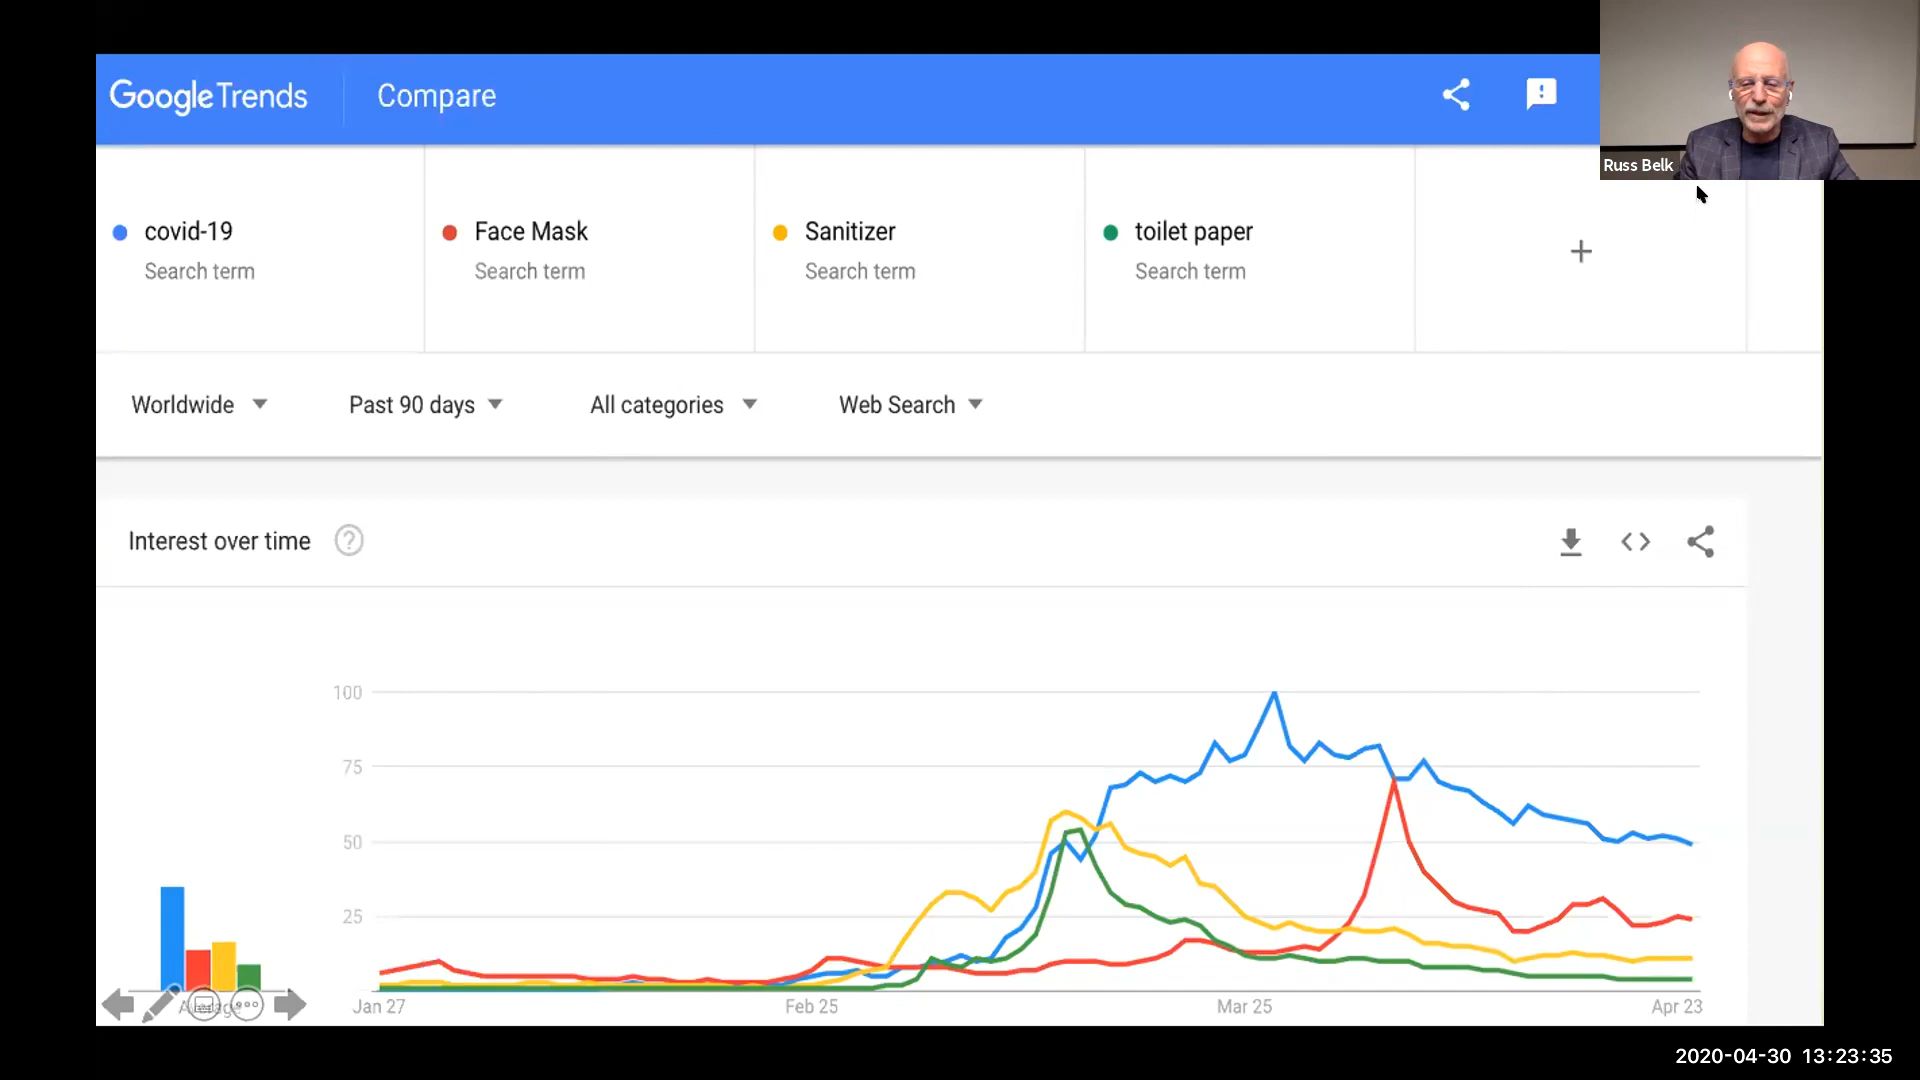 Google Trends Compare
Russ Belk
covid-19 Face Mask Sanitizer toilet paper
Search term Search term Search term Search term
+
Worldwide Past 90 days All categories Web Search
Interest over time ?
100
75
50
25
Average
Jan 27 Feb 25 Mar 25 Apr 23
2020-04-30 13:23:35